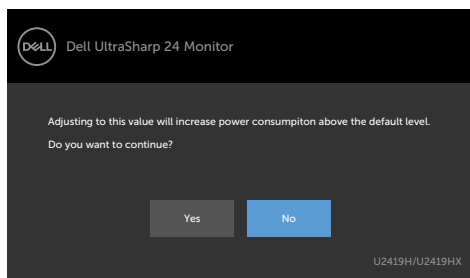 DELL
Dell UltraSharp 24 Monitor
Adjusting to this value will increase power consumpiton above the default level.
Do you want to continue?
Yes
No
U2419H/U2419HX